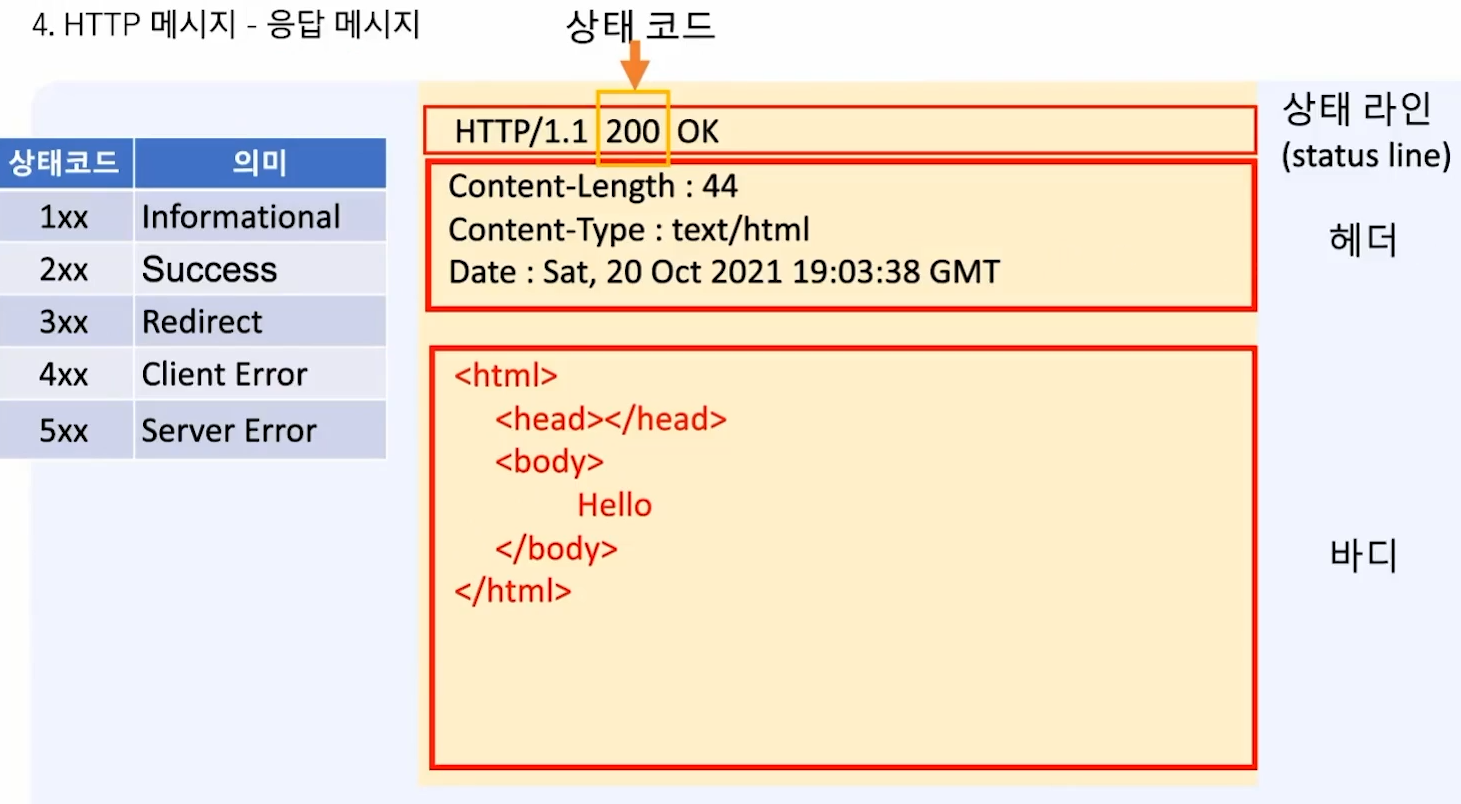 4. HTTP 메시지 - 응답 메시지
상태 코드
상태코드 의미
1xx Informational
2xx Success
3xx Redirect
4xx Client Error
5xx Server Error
HTTP/1.1 200 OK
상태 라인
(status line)
Content-Length : 44
Content-Type : text/html
Date : Sat, 20 Oct 2021 19:03:38 GMT
헤더
<html>
<head></head>
<body>
Hello
</body>
</html>
바디